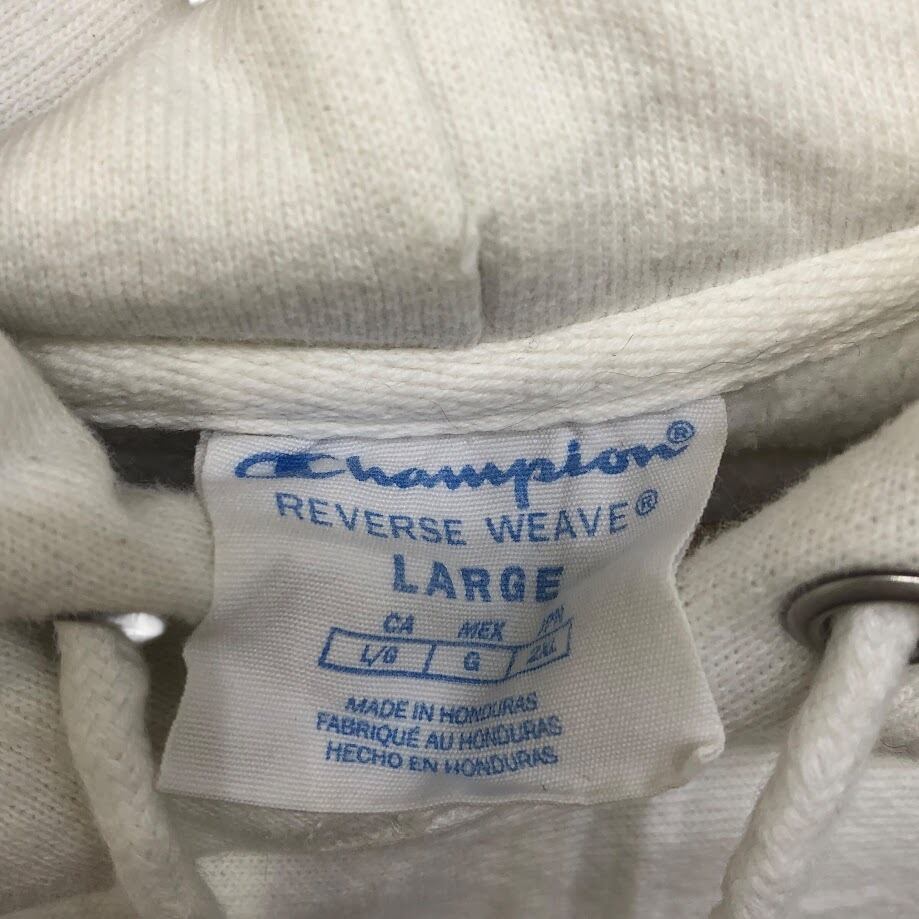 Champion®
REVERSE WEAVE®
LARGE
CA MEX JPN
L/G G 2XL
MADE IN HONDURAS
FABRIQUÉ AU HONDURAS
HECHO EN HONDURAS